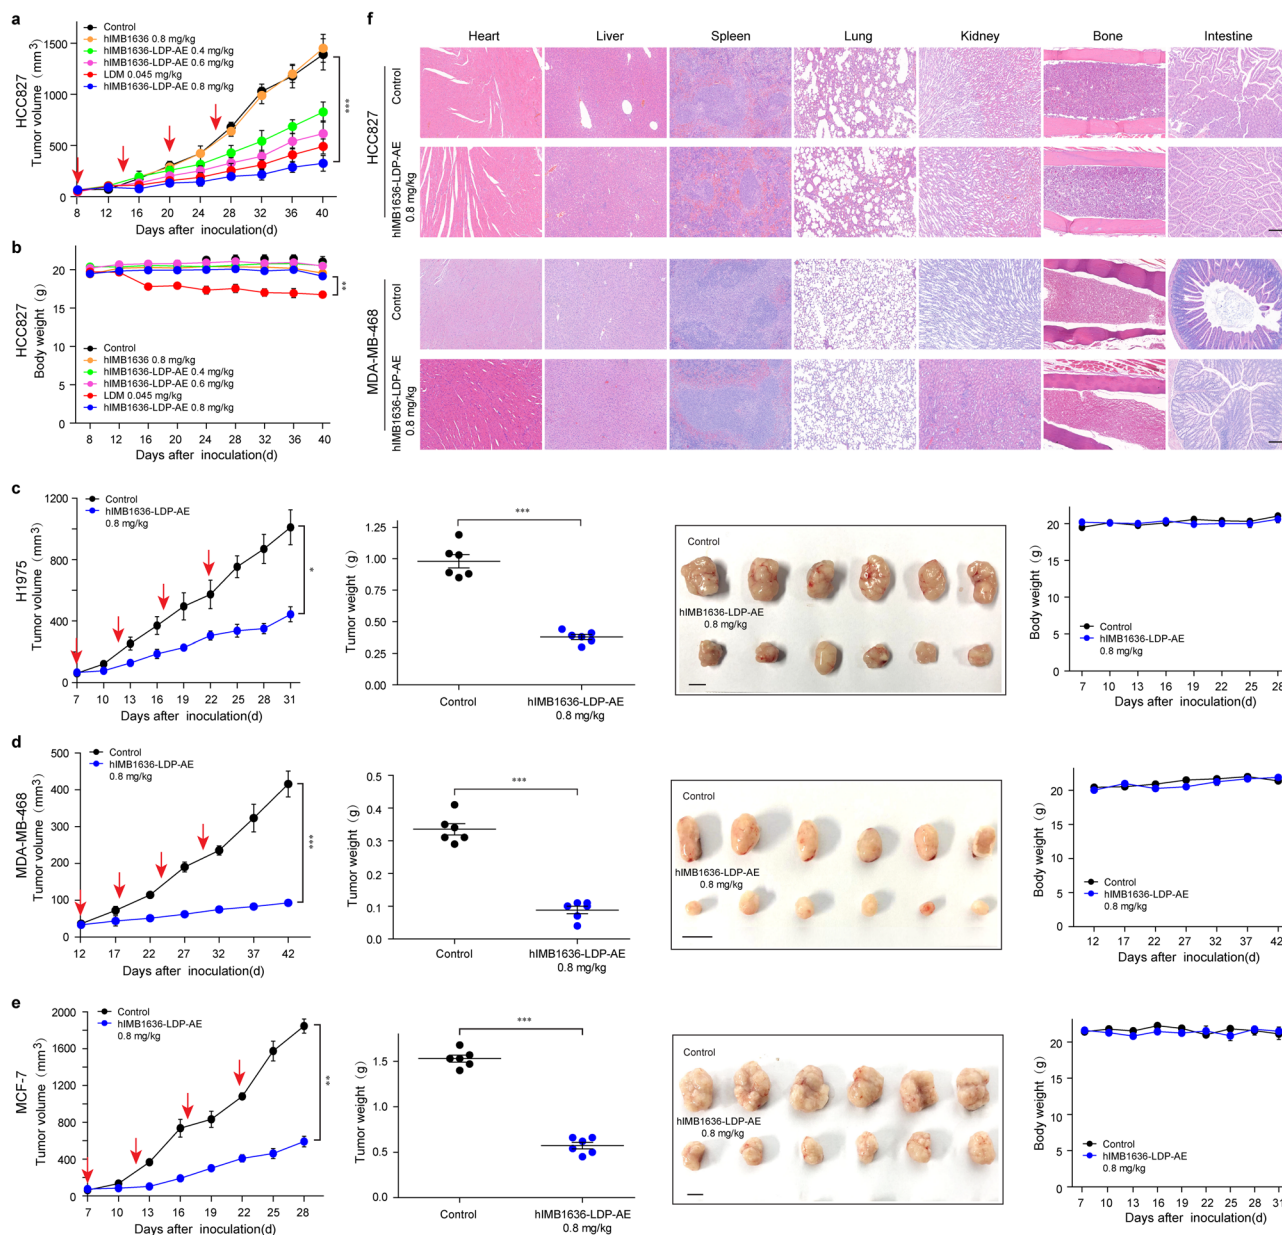 a
Control
hIMB1636 0.8 mg/kg
hIMB1636-LDP-AE 0.4 mg/kg
hIMB1636-LDP-AE 0.6 mg/kg
LDM 0.045 mg/kg
hIMB1636-LDP-AE 0.8 mg/kg
HCC827
Tumor volume (mm3)
1500
1000
500
0
8 12 16 20 24 28 32 36 40
Days after inoculation(d)
***
b
HCC827
Body weight (g)
20
15
10
5
0
**
Control
hIMB1636 0.8 mg/kg
hIMB1636-LDP-AE 0.4 mg/kg
hIMB1636-LDP-AE 0.6 mg/kg
LDM 0.045 mg/kg
hIMB1636-LDP-AE 0.8 mg/kg
8 12 16 20 24 28 32 36 40
Days after inoculation(d)
f
Heart Liver Spleen Lung Kidney Bone Intestine
HCC827
Control
hIMB1636-LDP-AE
0.8 mg/kg
MDA-MB-468
Control
hIMB1636-LDP-AE
0.8 mg/kg
c
Control
hIMB1636-LDP-AE
0.8 mg/kg
H1975
Tumor volume (mm3)
1200
800
400
0
*
7 10 13 16 19 22 25 28 31
Days after inoculation(d)
Tumor weight (g)
1.25
1.00
0.75
0.50
0.25
0.00
***
Control
hIMB1636-LDP-AE
0.8 mg/kg
Control
hIMB1636-LDP-AE
0.8 mg/kg
Body weight (g)
20
15
10
5
0
Control
hIMB1636-LDP-AE
0.8 mg/kg
7 10 13 16 19 22 25 28
Days after inoculation(d)
d
Control
hIMB1636-LDP-AE
0.8 mg/kg
MDA-MB-468
Tumor volume (mm3)
500
400
300
200
100
0
***
12 17 22 27 32 37 42
Days after inoculation(d)
Tumor weight (g)
0.5
0.4
0.3
0.2
0.1
0.0
***
Control
hIMB1636-LDP-AE
0.8 mg/kg
Control
hIMB1636-LDP-AE
0.8 mg/kg
Body weight (g)
20
15
10
5
0
Control
hIMB1636-LDP-AE
0.8 mg/kg
12 17 22 27 32 37 42
Days after inoculation(d)
e
Control
hIMB1636-LDP-AE
0.8 mg/kg
MCF-7
Tumor volume (mm3)
2000
1600
1200
800
400
0
**
7 10 13 16 19 22 25 28
Days after inoculation(d)
Tumor weight (g)
1.5
1.0
0.5
0.0
***
Control
hIMB1636-LDP-AE
0.8 mg/kg
Control
hIMB1636-LDP-AE
0.8 mg/kg
Body weight (g)
20
15
10
5
0
Control
hIMB1636-LDP-AE
0.8 mg/kg
7 10 13 16 19 22 25 28 31
Days after inoculation(d)